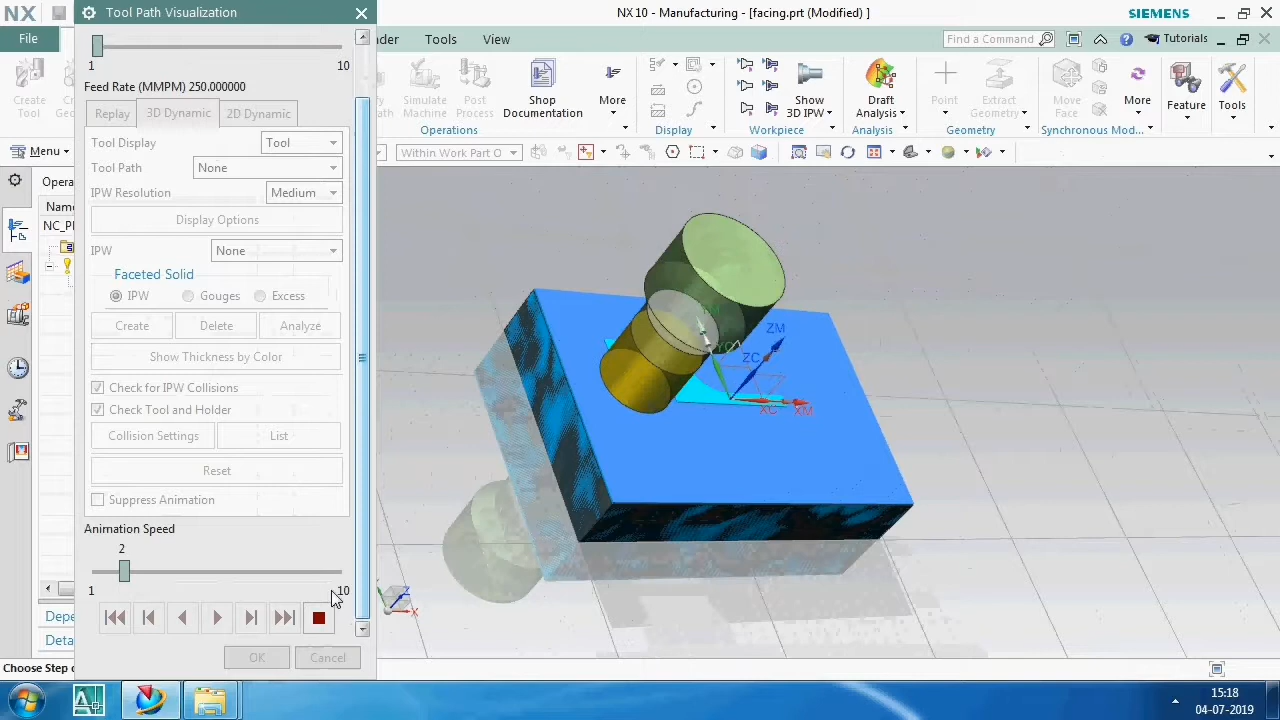 NX
Tool Path Visualization
NX 10 - Manufacturing - [facing.prt (Modified) ]
SIEMENS
File
der
Tools
View
Find a Command
Tutorials
1
10
Feed Rate (MMPM) 250.000000
Replay
3D Dynamic
2D Dynamic
Tool Display
Tool
Tool Path
None
IPW Resolution
Medium
Display Options
IPW
None
Faceted Solid
IPW
Gouges
Excess
Create
Delete
Analyze
Show Thickness by Color
Check for IPW Collisions
Check Tool and Holder
Collision Settings
List
Reset
Suppress Animation
Animation Speed
2
1
10
OK
Cancel
Create
Tool
Simulate
Machine
Post
Process
Shop
Documentation
More
Operations
Display
Show
3D IPW
Workpiece
Draft
Analysis
Analysis
Point
Extract
Geometry
Geometry
Move
Face
More
Synchronous Mod...
Feature
Tools
Menu
Within Work Part O
Opera
Name
NC_P
Depe
Deta
Choose Step
ZM
ZC
XC
XM
Z
X
15:18
04-07-2019